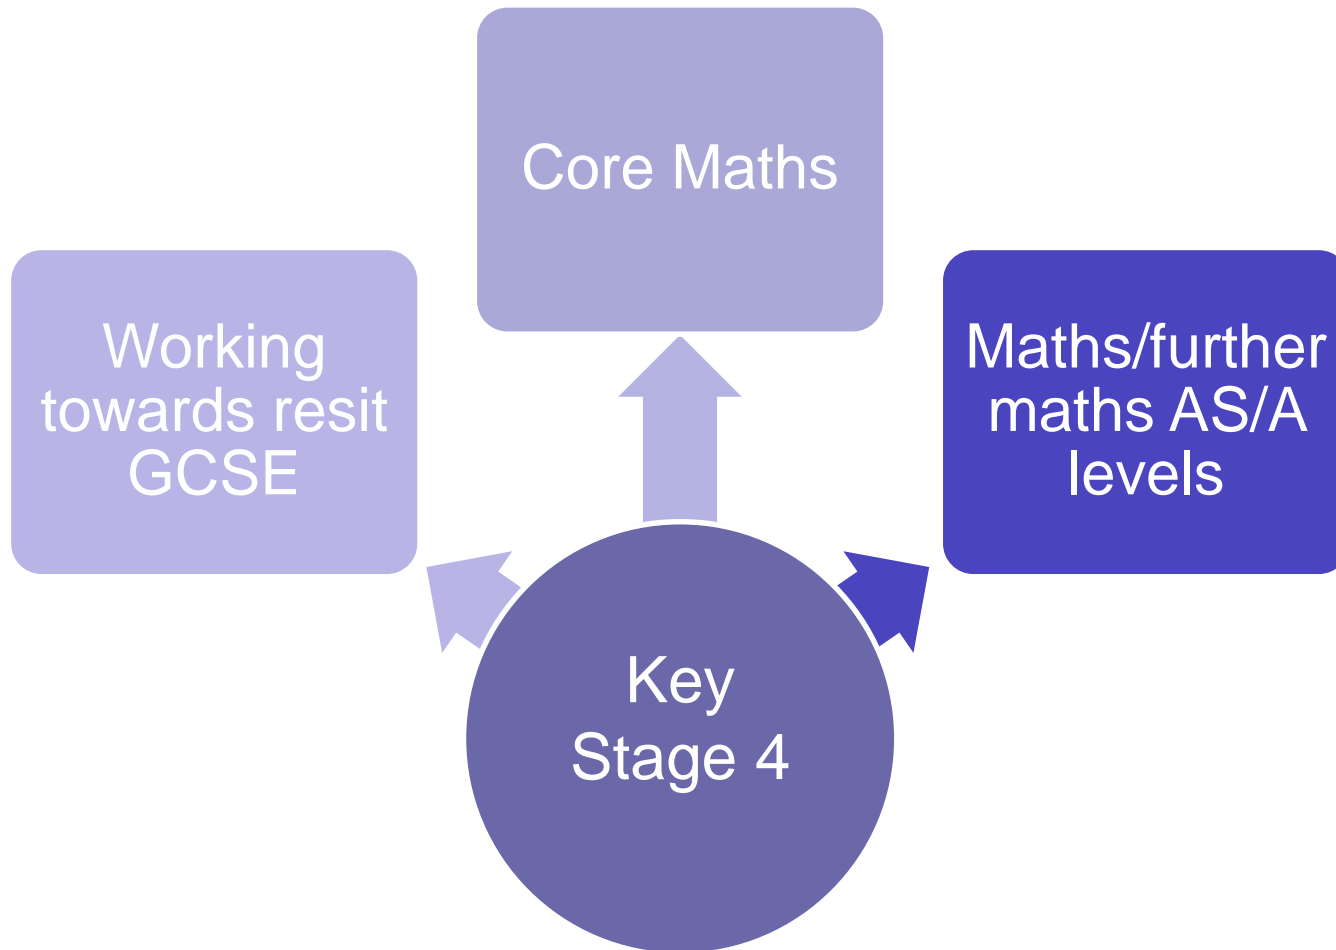 Core Maths
Working
towards resit
GCSE
Maths/further
maths AS/A
levels
Key
Stage 4